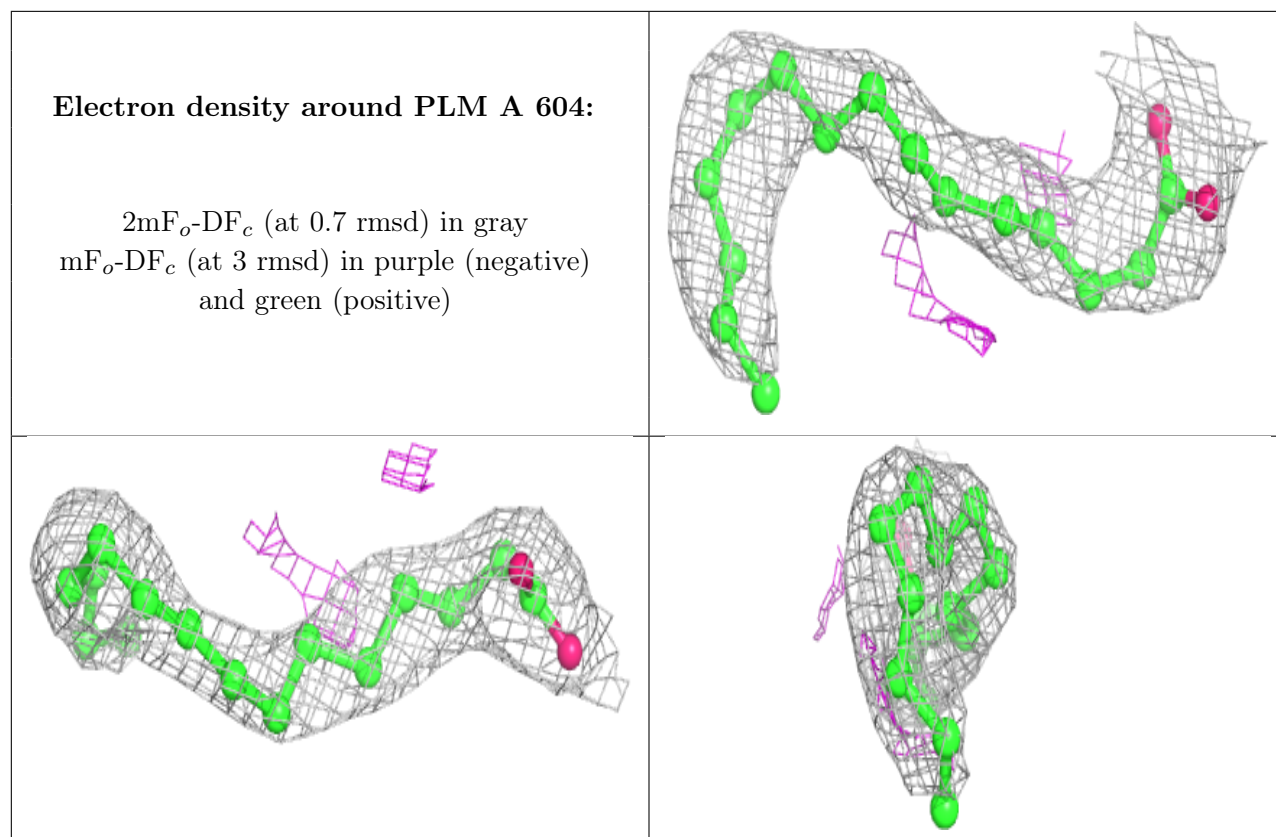 Electron density around PLM A 604:
2mFo-DFc (at 0.7 rmsd) in gray
mFo-DFc (at 3 rmsd) in purple (negative)
and green (positive)